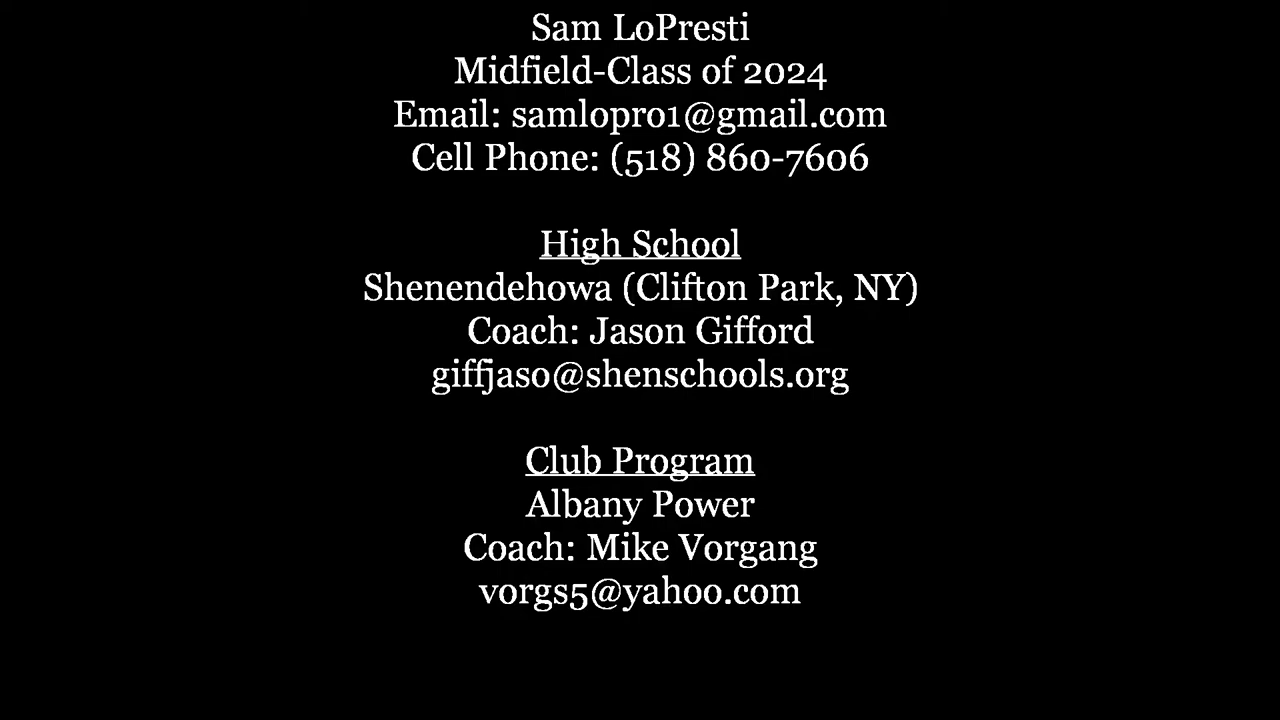 Sam LoPresti
Midfield-Class of 2024
Email: samlopro1@gmail.com
Cell Phone: (518) 860-7606
High School
Shenendehowa (Clifton Park, NY)
Coach: Jason Gifford
giffjaso@shenschools.org
Club Program
Albany Power
Coach: Mike Vorgang
vorgs5@yahoo.com